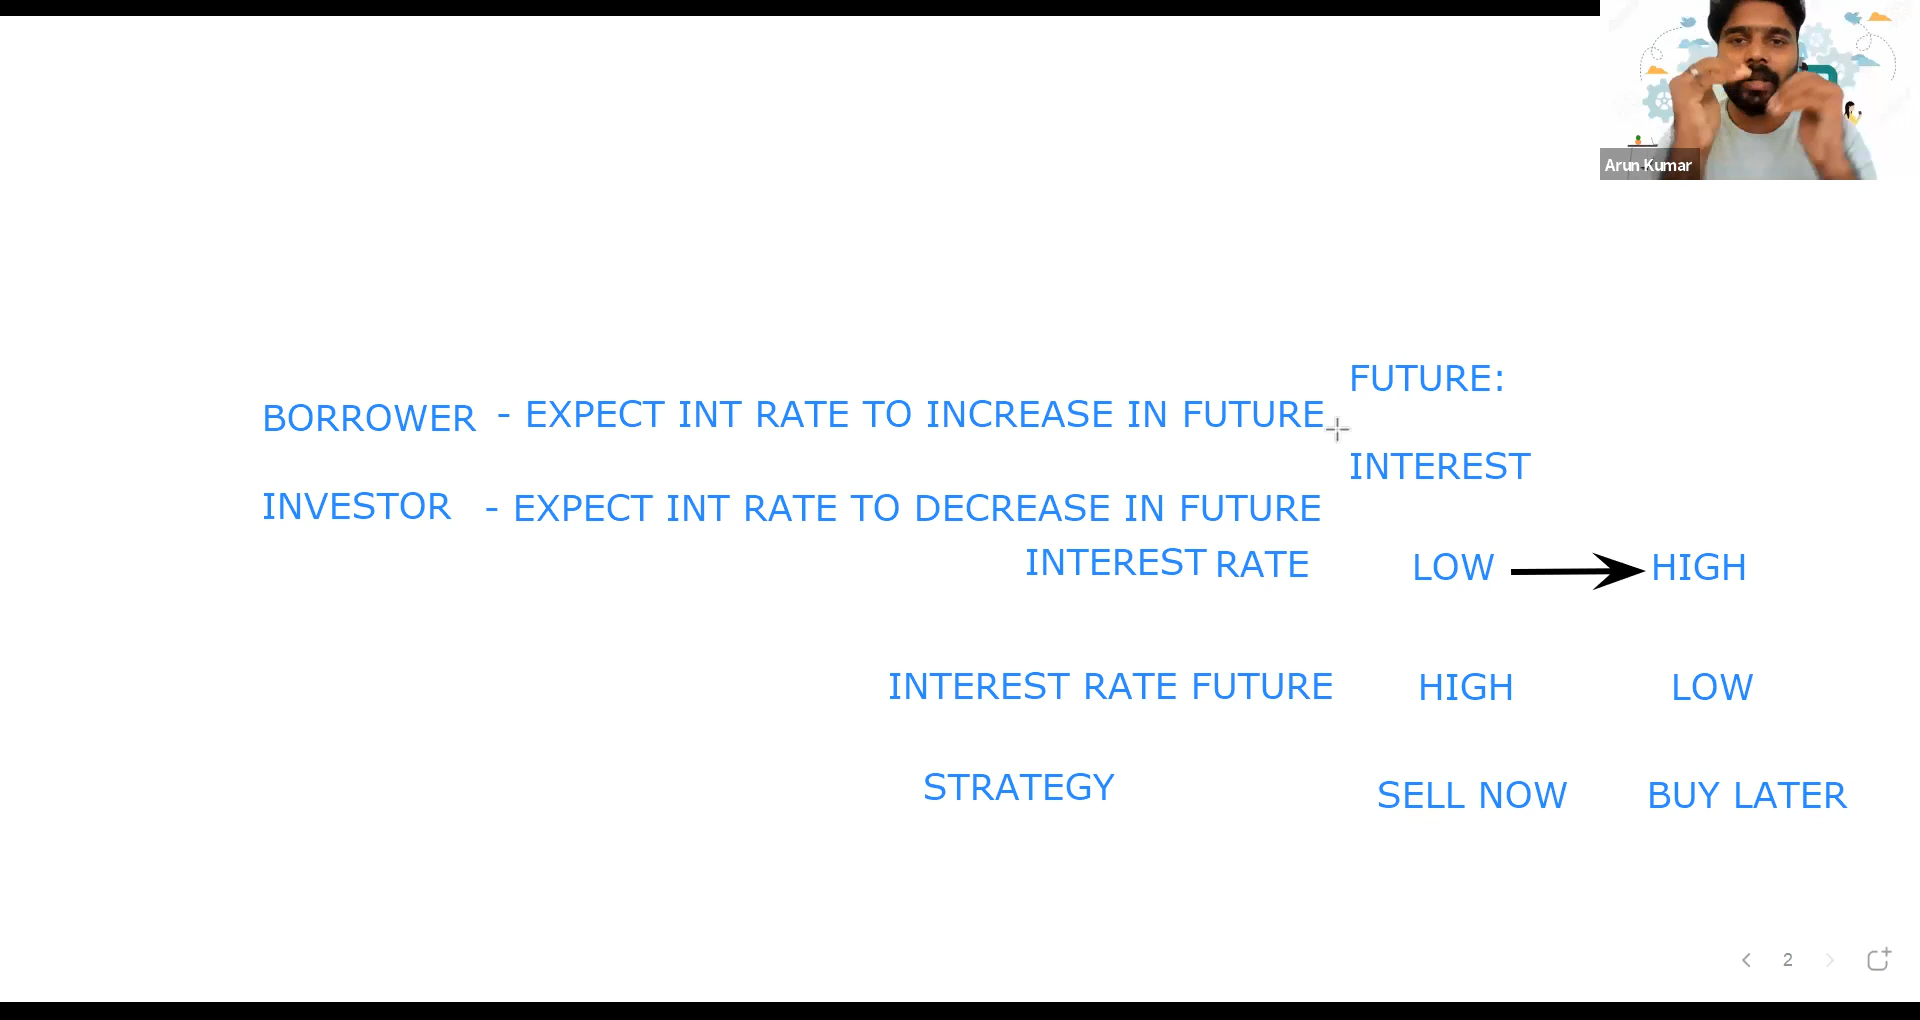 Arun Kumar
FUTURE:
BORROWER - EXPECT INT RATE TO INCREASE IN FUTURE
INTEREST
INVESTOR - EXPECT INT RATE TO DECREASE IN FUTURE
INTEREST RATE LOW HIGH
INTEREST RATE FUTURE HIGH LOW
STRATEGY SELL NOW BUY LATER
2